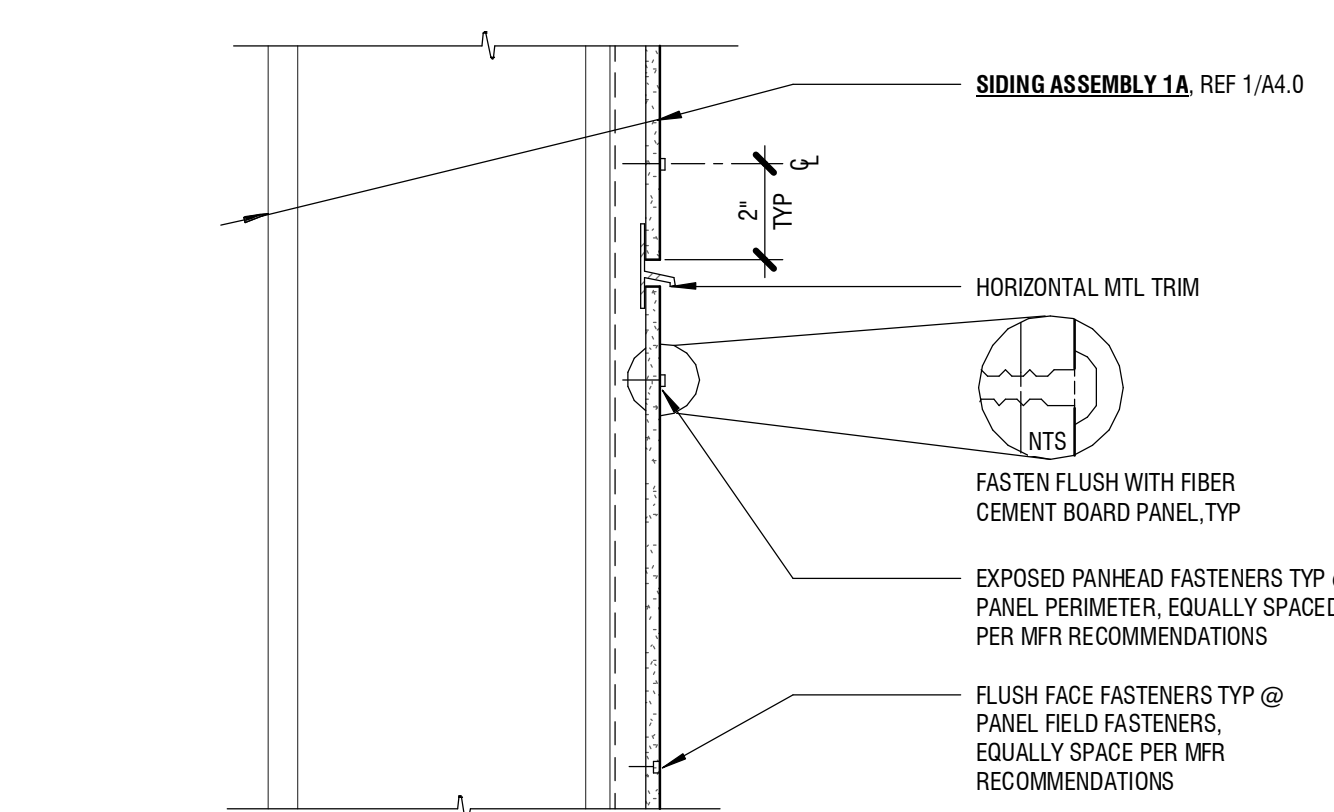 SIDING ASSEMBLY 1A, REF 1/A4.0
CL
2"
TYP
HORIZONTAL MTL TRIM
NTS
FASTEN FLUSH WITH FIBER
CEMENT BOARD PANEL,TYP
EXPOSED PANHEAD FASTENERS TYP
PANEL PERIMETER, EQUALLY SPACED
PER MFR RECOMMENDATIONS
FLUSH FACE FASTENERS TYP @
PANEL FIELD FASTENERS,
EQUALLY SPACE PER MFR
RECOMMENDATIONS